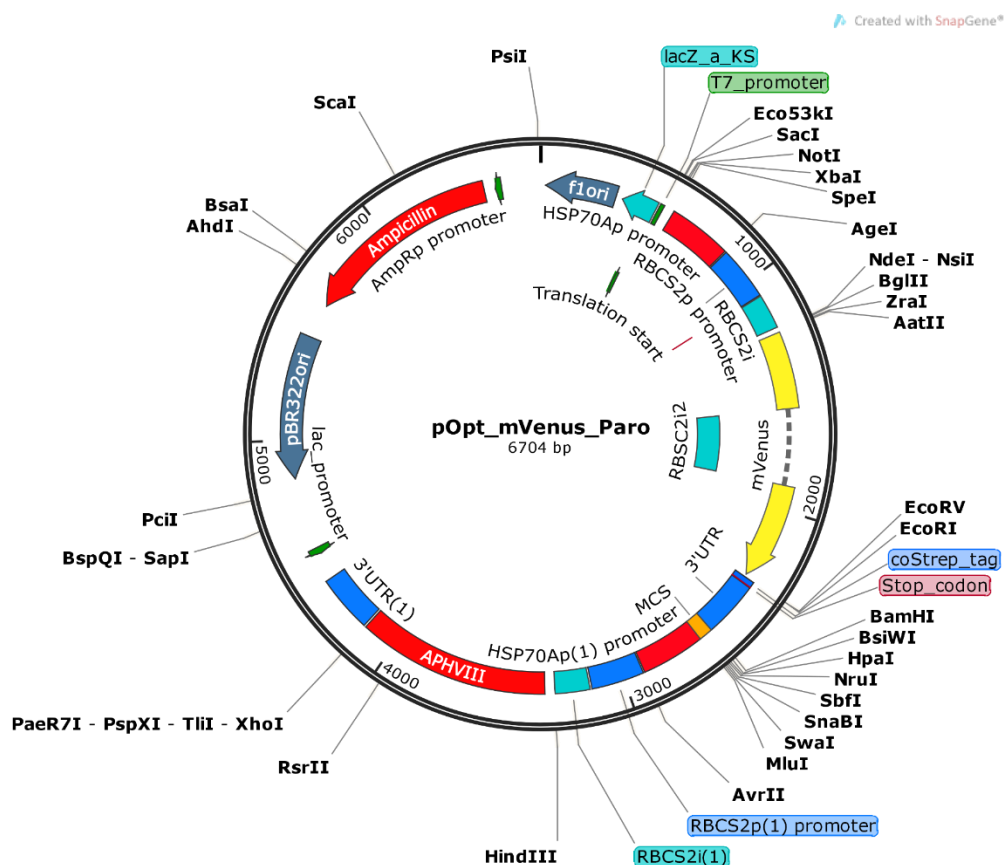 Created with SnapGene®
PsiI
lacZ_a_KS
T7_promoter
ScaI
Eco53kI
SacI
NotI
XbaI
SpeI
BsaI
AhdI
AgeI
NdeI - NsiI
BglII
ZraI
AatII
f1ori
Ampicillin
AmpRp promoter
HSP70Ap promoter
RBCS2p promoter
RBCS2i
Translation start
6000
1000
pBR322ori
pOpt_mVenus_Paro
6704 bp
RBSC2i2
mVenus
lac_promoter
5000
2000
PciI
BspQI - SapI
EcoRV
EcoRI
coStrep_tag
Stop_codon
3'UTR
MCS
3'UTR(1)
HSP70Ap(1) promoter
APHVIII
4000
3000
BamHI
BsiWI
HpaI
NruI
SbfI
SnaBI
SwaI
MluI
PaeR7I - PspXI - TliI - XhoI
RsrII
AvrII
RBCS2p(1) promoter
HindIII
RBCS2i(1)